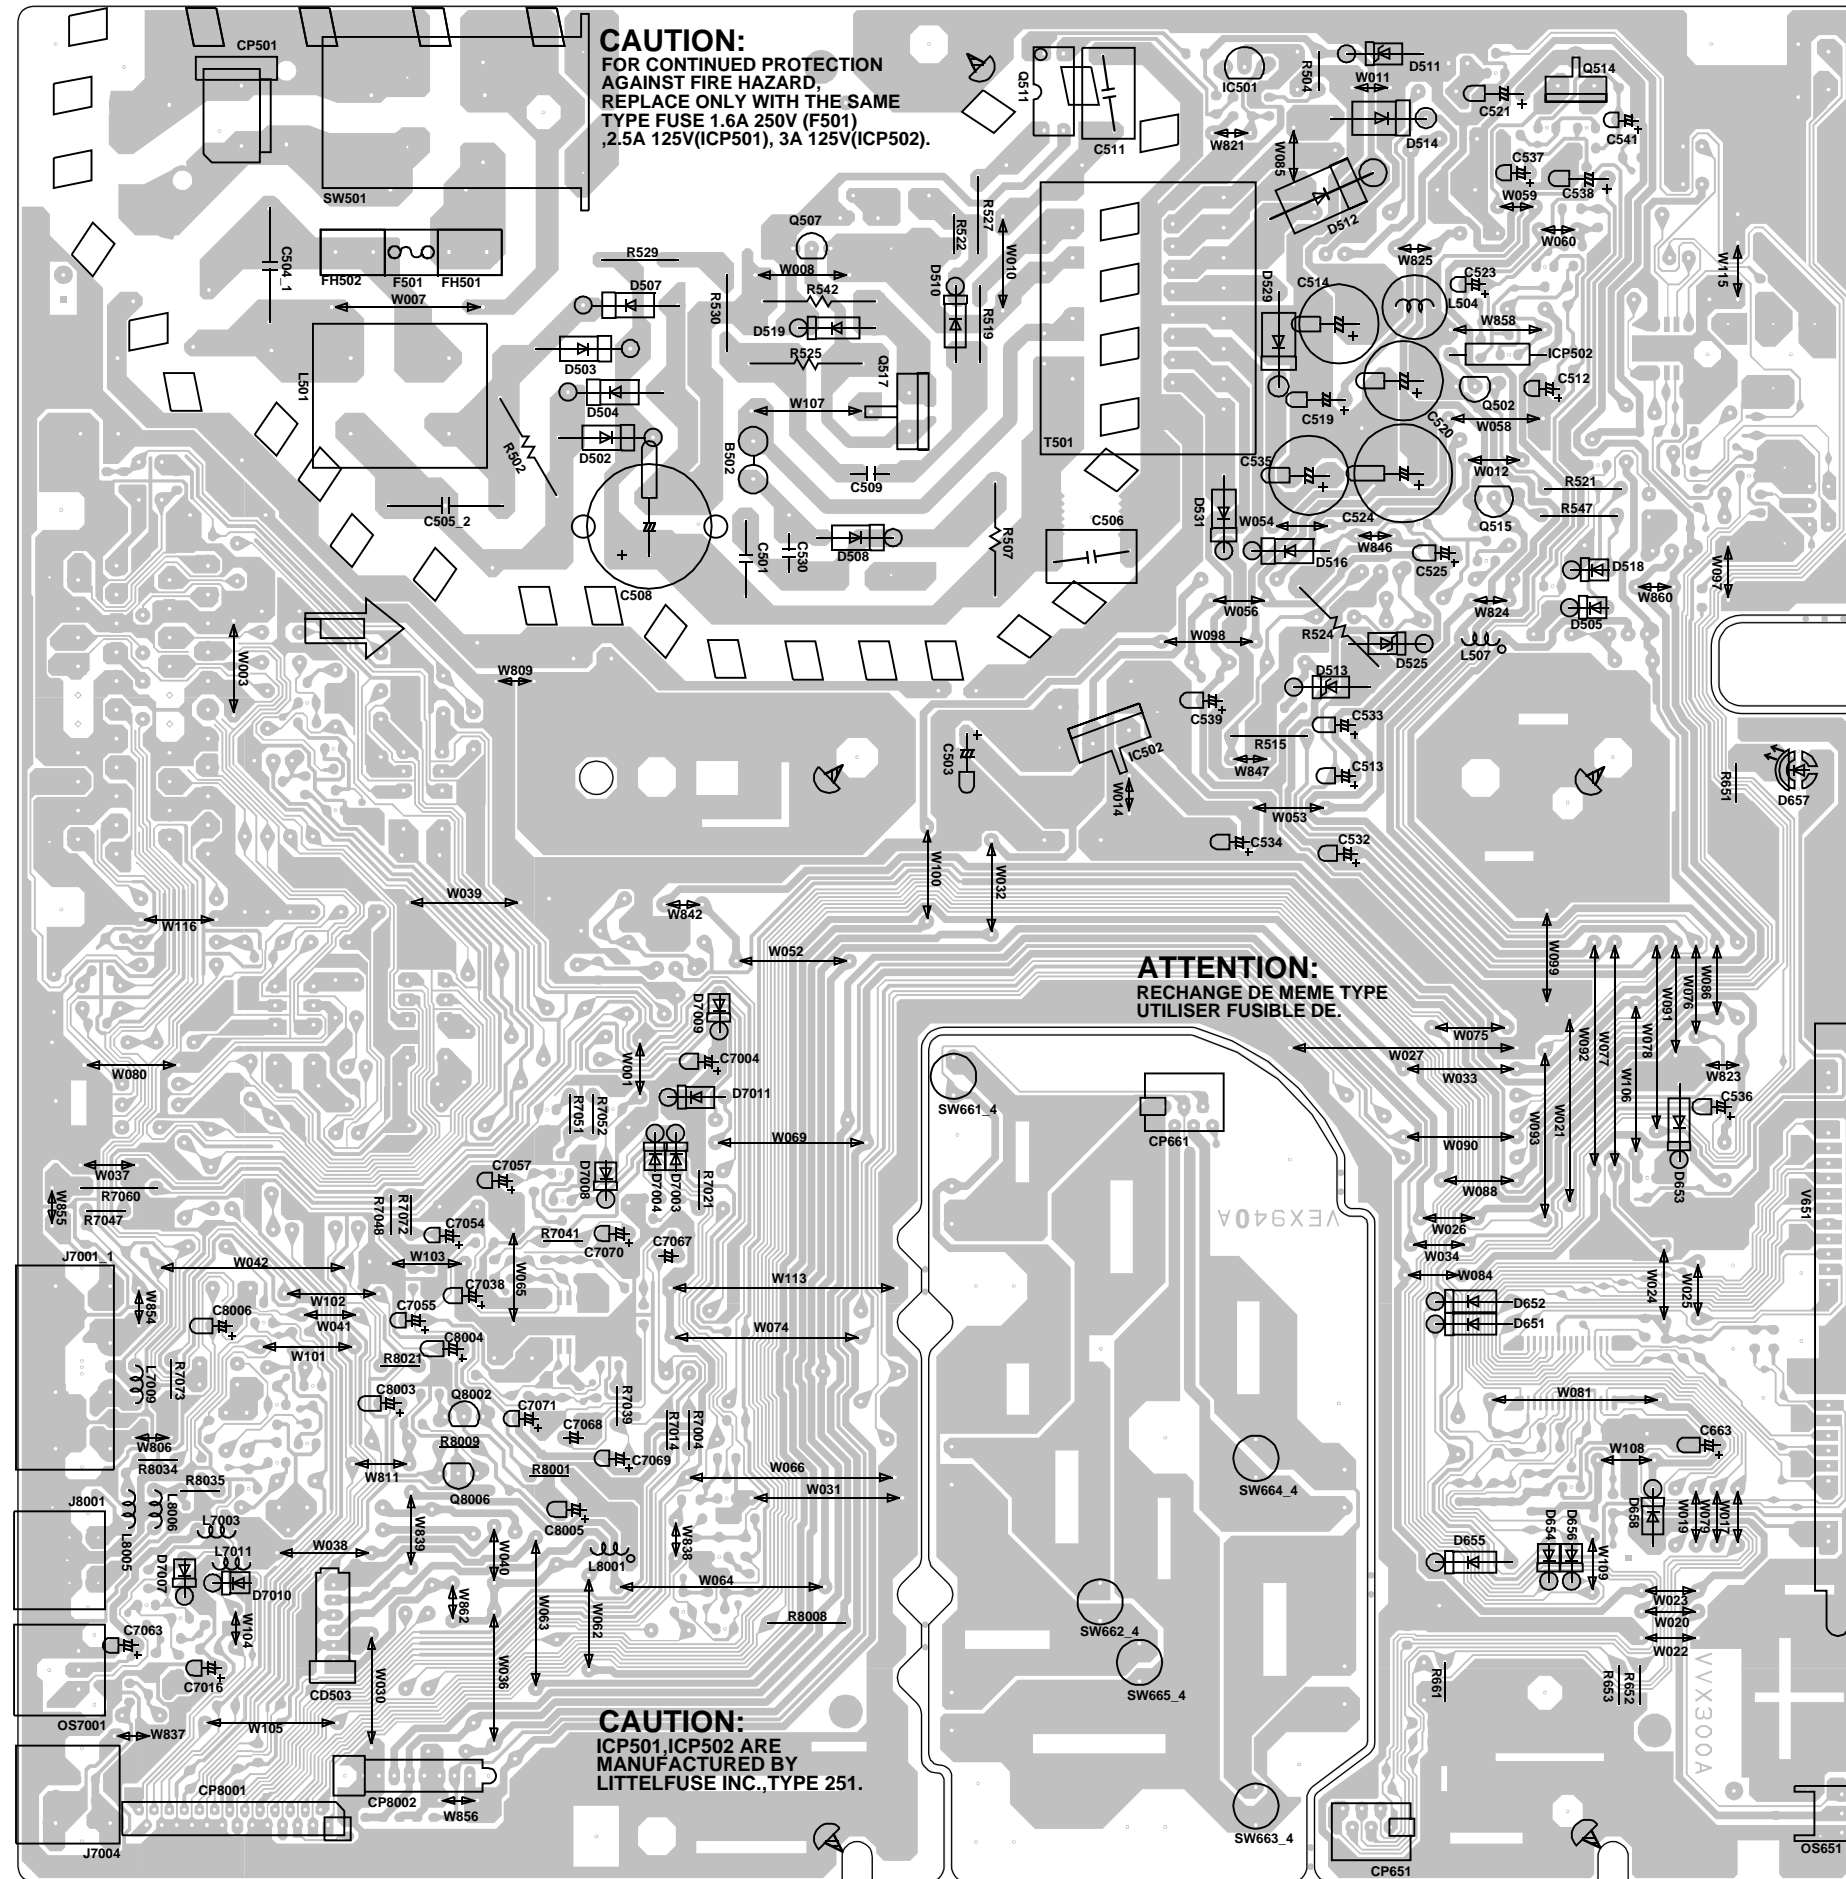 CAUTION:
FOR CONTINUED PROTECTION
AGAINST FIRE HAZARD,
REPLACE ONLY WITH THE SAME
TYPE FUSE 1.6A 250V (F501)
,2.5A 125V(ICP501), 3A 125V(ICP502).
CP501
SW501
Q511
C511
IC501
R504
W011
D511
C521
Q514
W821
W085
D514
C541
C537
C538
W059
D512
C504_1
FH502
F501
FH501
W007
R529
Q507
R522
R527
W010
W008
W825
W060
W115
D507
R530
R542
D510
D529
C514
C523
L504
D519
R519
W858
D503
R525
ICP502
L501
Q517
C512
D504
Q502
W107
C519
W058
C520
R502
D502
B502
T501
C535
W012
C509
R521
C505_2
D531
W054
C524
Q515
R547
C506
C501
C530
D508
R507
W846
D516
C525
D518
W097
C508
W860
W056
W824
D505
W098
R524
D525
L507
W003
W809
D513
C539
C533
C503
IC502
R515
W847
C513
R651
D657
W014
W053
C534
C532
W100
W032
W039
W842
W116
W099
W052
ATTENTION:
RECHANGE DE MEME TYPE
UTILISER FUSIBLE DE.
W086
W076
W091
D7009
W075
W092
W077
W078
W027
W001
C7004
W080
W033
W823
D7011
SW661_4
W106
C536
R7051
R7052
CP661
W093
W021
W069
W090
W037
C7057
D7008
D7004
D7003
R7021
W088
D653
R7060
W855
R7047
R7048
R7072
V651
VEX940A
C7054
R7041
C7070
C7067
W026
J7001_1
W034
W103
W042
W065
W084
C7038
W113
W024
W025
W102
W854
C8006
W041
C7055
D652
C8004
D651
W101
W074
R8021
L7009
R7073
C8003
Q8002
R7039
W081
C7071
C7068
R7014
R7004
W806
R8009
C663
R8034
C7069
W108
W811
R8001
R8035
Q8006
W066
SW664_4
J8001
W031
L8005
L8006
L7003
C8005
D654
D656
D658
W019
W079
W017
W038
W839
W040
W838
D655
L7011
L8001
D7007
D7010
W109
W064
W023
W862
W063
W062
R8008
W020
W104
C7063
SW662_4
W022
C7016
CD503
W030
W036
SW665_4
R661
R653
R652
VVX300A
OS7001
W105
W837
CAUTION:
ICP501,ICP502 ARE
MANUFACTURED BY
LITTELFUSE INC.,TYPE 251.
CP8001
CP8002
W856
J7004
SW663_4
CP651
OS651